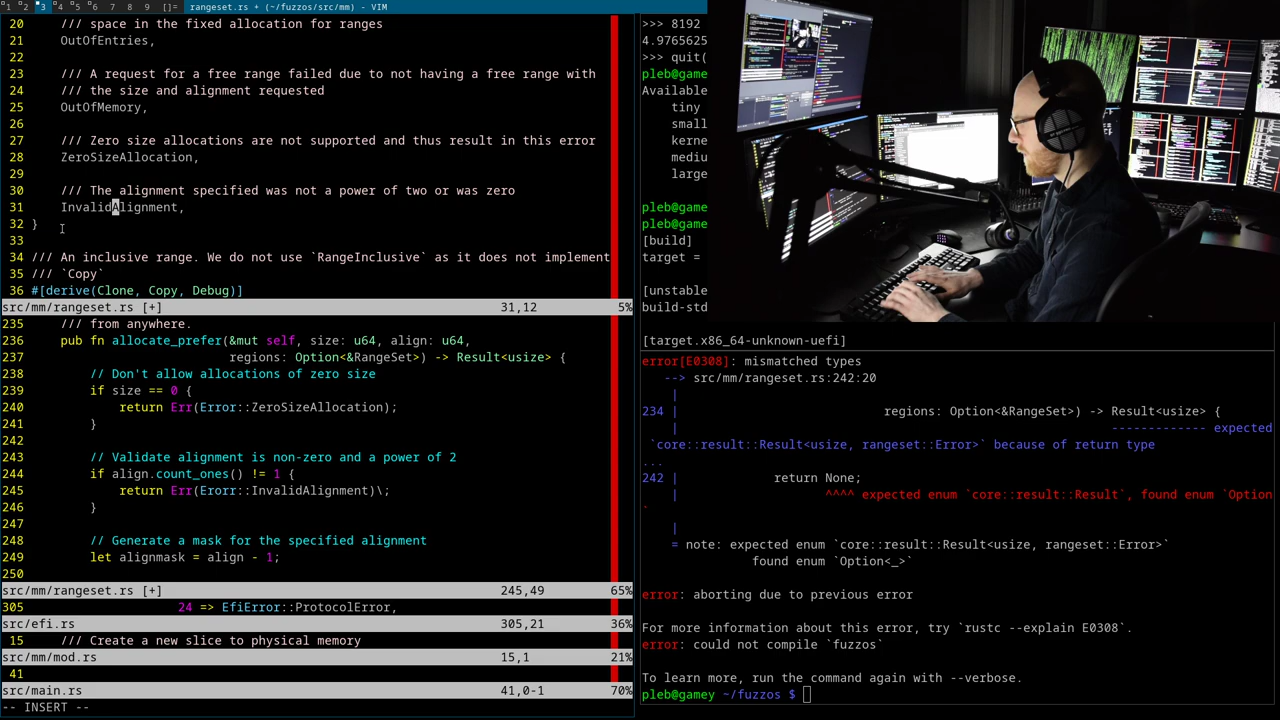 1 2 3 4 5 6 7 8 9 []= rangeset.rs + (~/fuzzos/src/mm) - VIM
20 /// space in the fixed allocation for ranges
21 OutOfEntries,
22
23 /// A request for a free range failed due to not having a free range with
24 /// the size and alignment requested
25 OutOfMemory,
26
27 /// Zero size allocations are not supported and thus result in this error
28 ZeroSizeAllocation,
29
30 /// The alignment specified was not a power of two or was zero
31 InvalidAlignment,
32 }
33
34 /// An inclusive range. We do not use `RangeInclusive` as it does not implement
35 /// `Copy`
36 #[derive(Clone, Copy, Debug)]
src/mm/rangeset.rs [+] 31,12 5%
235 /// from anywhere.
236 pub fn allocate_prefer(&mut self, size: u64, align: u64,
237 regions: Option<&RangeSet>) -> Result<usize> {
238 // Don't allow allocations of zero size
239 if size == 0 {
240 return Err(Error::ZeroSizeAllocation);
241 }
242
243 // Validate alignment is non-zero and a power of 2
244 if align.count_ones() != 1 {
245 return Err(Erorr::InvalidAlignment)\;
246 }
247
248 // Generate a mask for the specified alignment
249 let alignmask = align - 1;
250
src/mm/rangeset.rs [+] 245,49 65%
305 24 => EfiError::ProtocolError,
src/efi.rs 305,21 36%
15 /// Create a new slice to physical memory
src/mm/mod.rs 15,1 21%
41
src/main.rs 41,0-1 70%
-- INSERT --
>>> 8192
4.9765625
>>> quit(
pleb@game
Available
tiny
small
kerne
mediu
large
pleb@game
pleb@game
[build]
target =
[unstable
build-std
[target.x86_64-unknown-uefi]
error[E0308]: mismatched types
--> src/mm/rangeset.rs:242:20
|
234 | regions: Option<&RangeSet>) -> Result<usize> {
| ------------- expected
`core::result::Result<usize, rangeset::Error>` because of return type
...
242 | return None;
| ^^^^ expected enum `core::result::Result`, found enum `Option
`
|
= note: expected enum `core::result::Result<usize, rangeset::Error>`
found enum `Option<_>`
error: aborting due to previous error
For more information about this error, try `rustc --explain E0308`.
error: could not compile `fuzzos`
To learn more, run the command again with --verbose.
pleb@gamey ~/fuzzos $